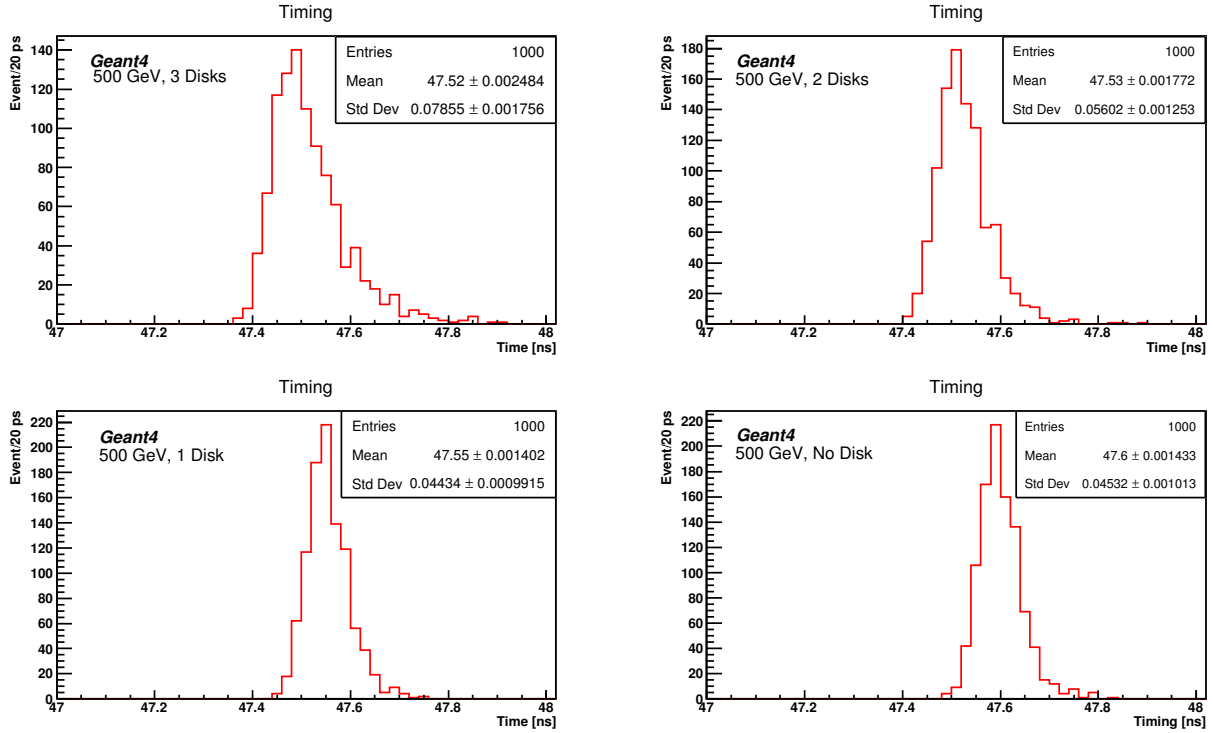 Timing
Event/20 ps
Geant4
500 GeV, 3 Disks
Entries 1000
Mean 47.52 ± 0.002484
Std Dev 0.07855 ± 0.001756
140
120
100
80
60
40
20
0
47 47.2 47.4 47.6 47.8 48
Time [ns]
Timing
Event/20 ps
Geant4
500 GeV, 2 Disks
Entries 1000
Mean 47.53 ± 0.001772
Std Dev 0.05602 ± 0.001253
180
160
140
120
100
80
60
40
20
0
47 47.2 47.4 47.6 47.8 48
Time [ns]
Timing
Event/20 ps
Geant4
500 GeV, 1 Disk
Entries 1000
Mean 47.55 ± 0.001402
Std Dev 0.04434 ± 0.0009915
220
200
180
160
140
120
100
80
60
40
20
0
47 47.2 47.4 47.6 47.8 48
Time [ns]
Timing
Event/20 ps
Geant4
500 GeV, No Disk
Entries 1000
Mean 47.6 ± 0.001433
Std Dev 0.04532 ± 0.001013
220
200
180
160
140
120
100
80
60
40
20
0
47 47.2 47.4 47.6 47.8 48
Timing [ns]